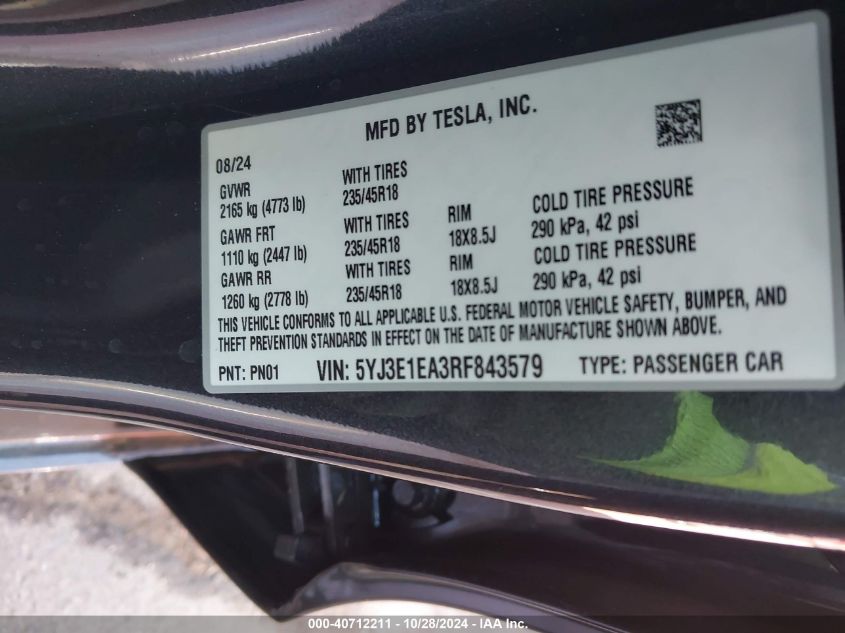 MFD BY TESLA, INC.
08/24
GVWR WITH TIRES
2165 kg (4773 lb) 235/45R18
GAWR FRT WITH TIRES RIM COLD TIRE PRESSURE
1110 kg (2447 lb) 235/45R18 18X8.5J 290 kPa, 42 psi
GAWR RR WITH TIRES RIM COLD TIRE PRESSURE
1260 kg (2778 lb) 235/45R18 18X8.5J 290 kPa, 42 psi
THIS VEHICLE CONFORMS TO ALL APPLICABLE U.S. FEDERAL MOTOR VEHICLE SAFETY, BUMPER, AND
THEFT PREVENTION STANDARDS IN EFFECT ON THE DATE OF MANUFACTURE SHOWN ABOVE.
PNT: PN01 VIN: 5YJ3E1EA3RF843579 TYPE: PASSENGER CAR
000-40712211 - 10/28/2024 - IAA Inc.